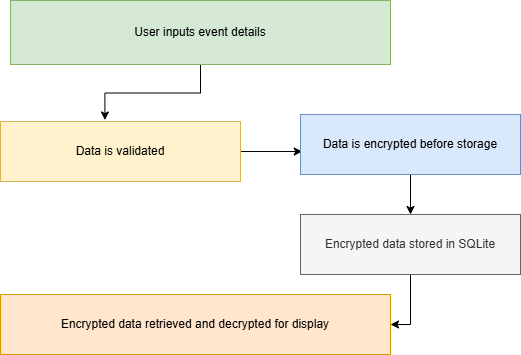 User inputs event details
Data is validated
Data is encrypted before storage
Encrypted data stored in SQLite
Encrypted data retrieved and decrypted for display